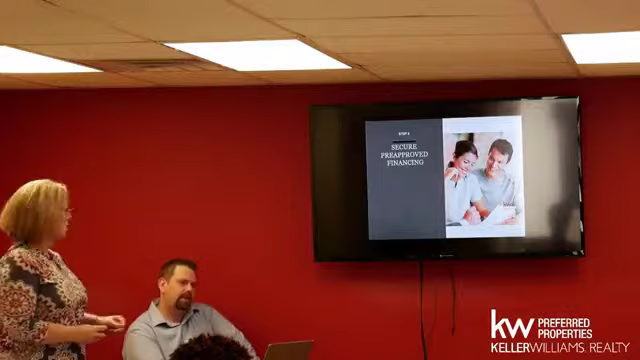 STEP 3
SECURE
PREAPPROVED
FINANCING
kw PREFERRED
PROPERTIES
KELLERWILLIAMS REALTY